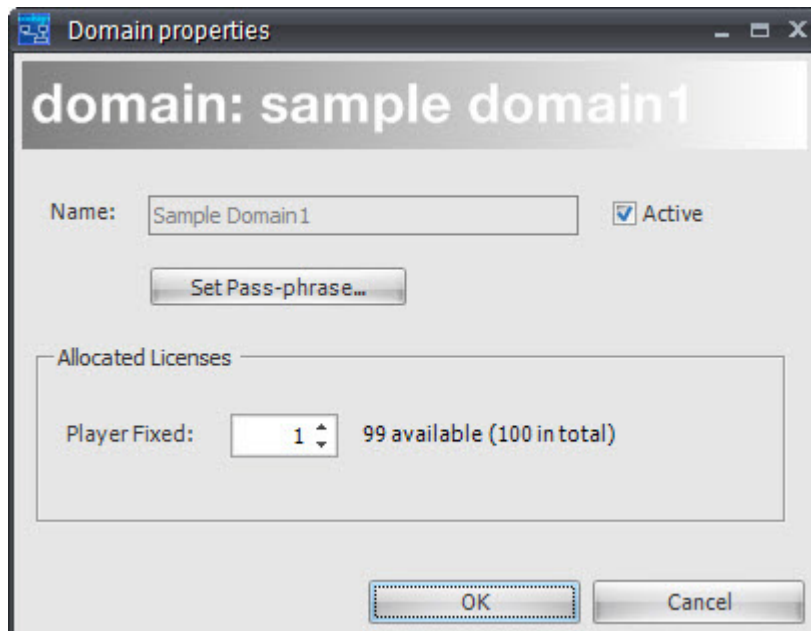 Domain properties
domain: sample domain1
Name: Sample Domain1 Active
Set Pass-phrase...
Allocated Licenses
Player Fixed: 1 99 available (100 in total)
OK Cancel